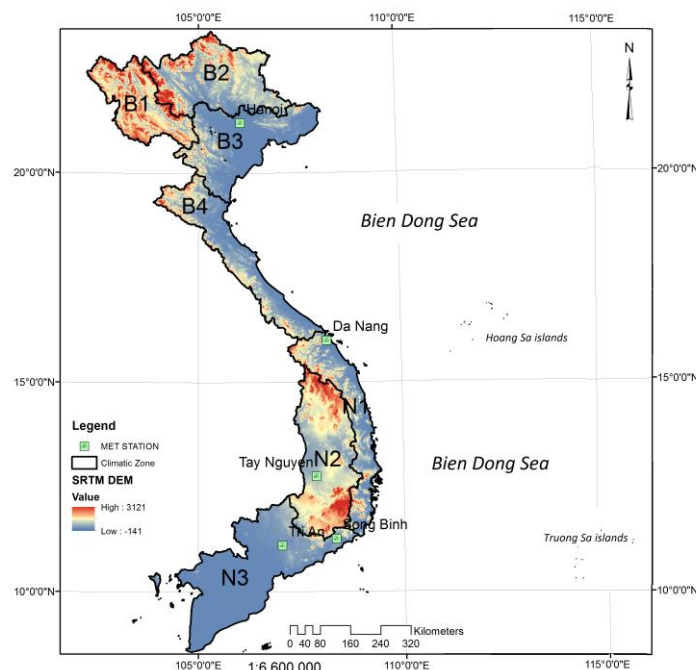 105°0'0"E
110°0'0"E
115°0'0"E
N
B2
B1
Hanoi
B3
20°0'0"N
20°0'0"N
B4
Bien Dong Sea
Da Nang
Hoang Sa islands
15°0'0"N
15°0'0"N
N1
Legend
MET STATION
Climatic Zone
SRTM DEM
Value
High : 3121
Low : -141
Tay Nguyen
N2
Bien Dong Sea
Tri An
Song Binh
Truong Sa islands
N3
10°0'0"N
10°0'0"N
Kilometers
0 40 80 160 240 320
105°0'0"E
1:6,600,000
110°0'0"E
115°0'0"E